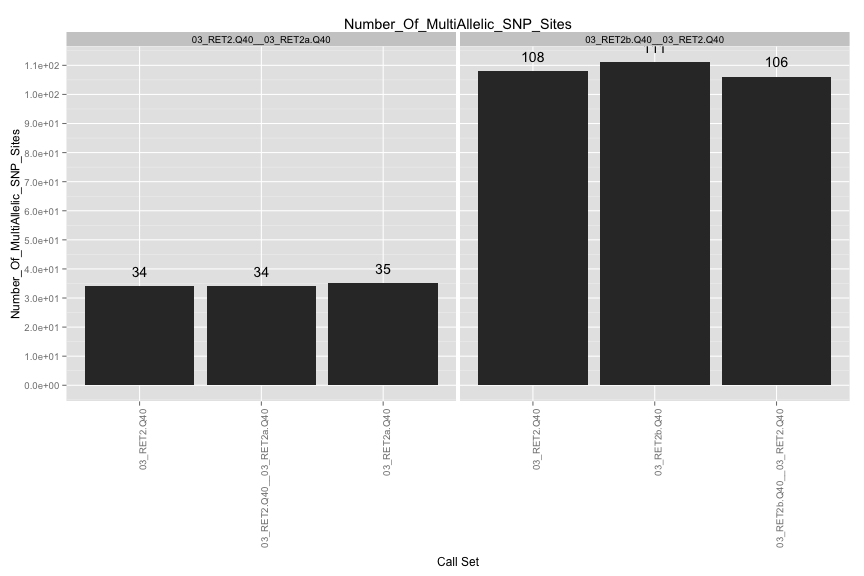 Number_Of_MultiAllelic_SNP_Sites
03_RET2.Q40__03_RET2a.Q40
03_RET2b.Q40__03_RET2.Q40
Number_Of_MultiAllelic_SNP_Sites
1.1e+02
1.0e+02
9.0e+01
8.0e+01
7.0e+01
6.0e+01
5.0e+01
4.0e+01
3.0e+01
2.0e+01
1.0e+01
0.0e+00
34
34
35
108
106
03_RET2.Q40
03_RET2.Q40__03_RET2a.Q40
03_RET2a.Q40
03_RET2.Q40
03_RET2b.Q40
03_RET2b.Q40__03_RET2.Q40
Call Set